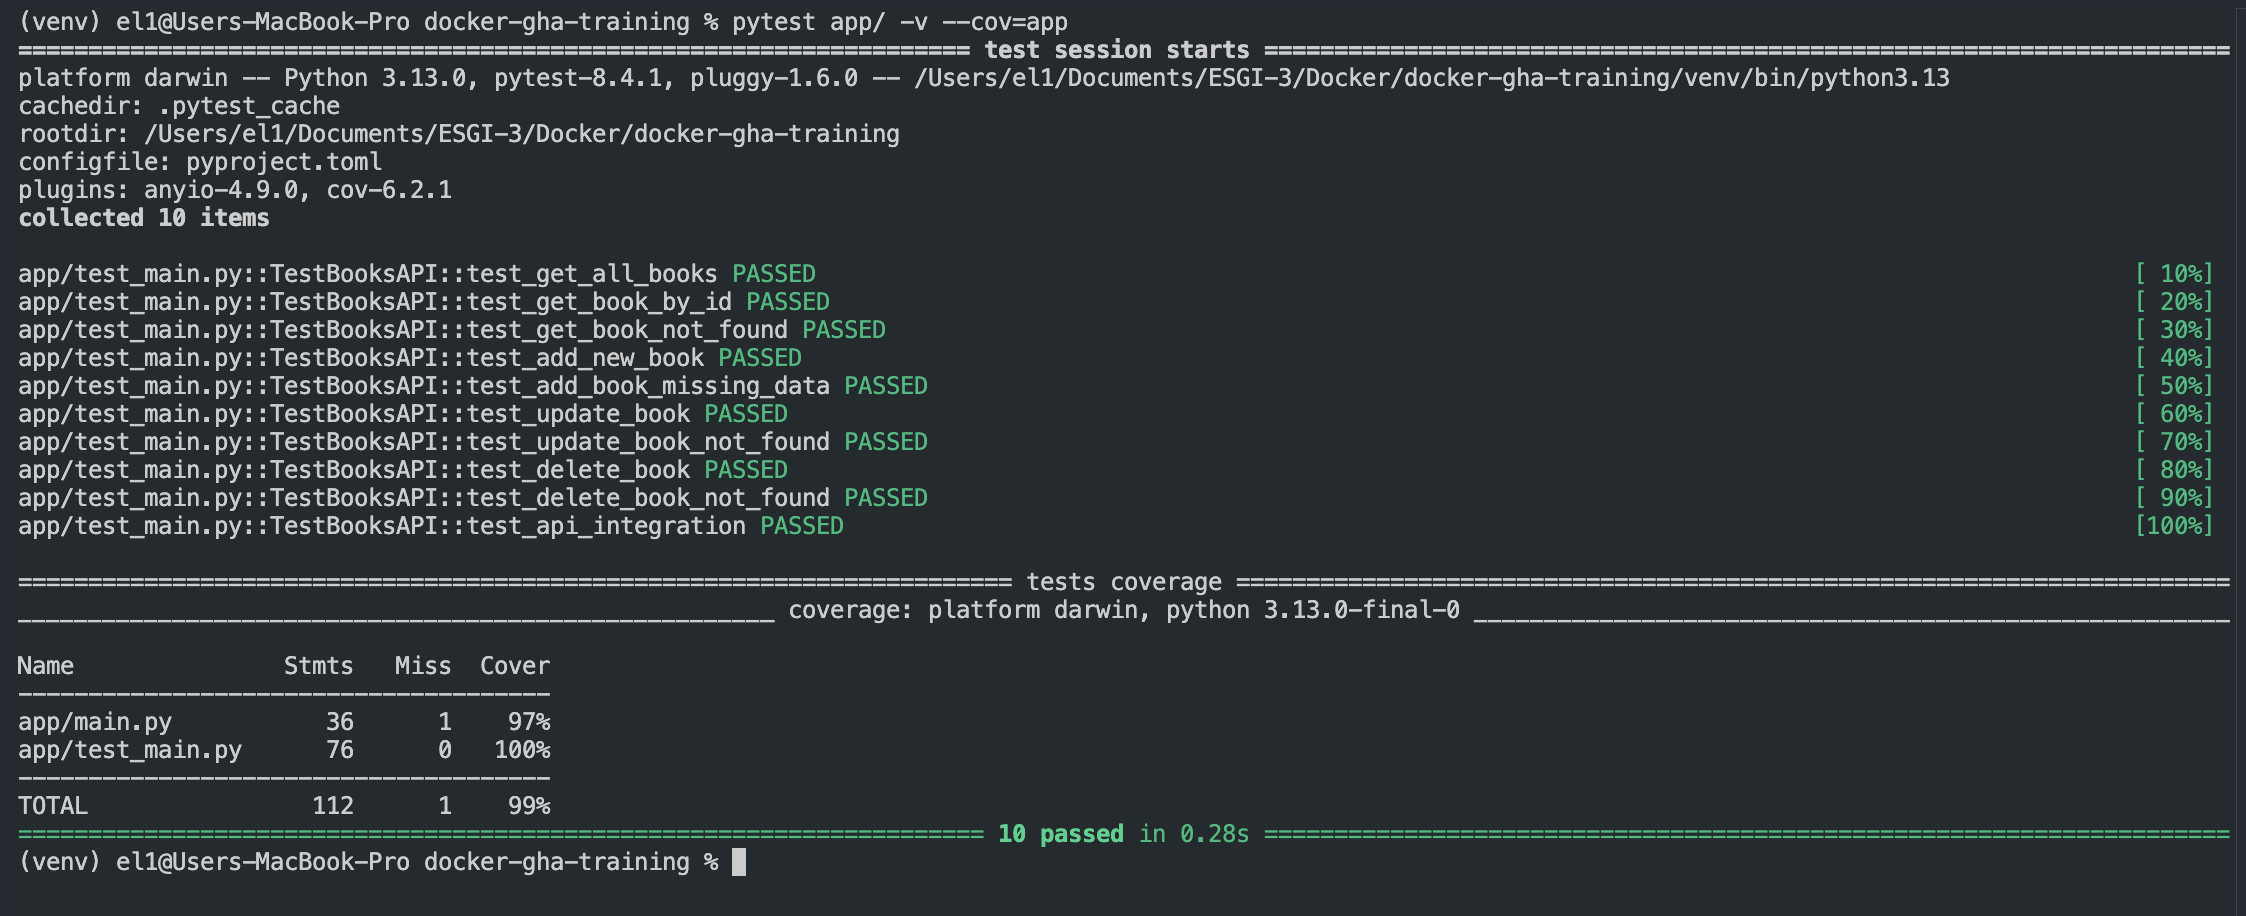 (venv) el1@Users-MacBook-Pro docker-gha-training % pytest app/ -v --cov=app
===================================================================== test session starts =====================================================================
platform darwin -- Python 3.13.0, pytest-8.4.1, pluggy-1.6.0 -- /Users/el1/Documents/ESGI-3/Docker/docker-gha-training/venv/bin/python3.13
cachedir: .pytest_cache
rootdir: /Users/el1/Documents/ESGI-3/Docker/docker-gha-training
configfile: pyproject.toml
plugins: anyio-4.9.0, cov-6.2.1
collected 10 items

app/test_main.py::TestBooksAPI::test_get_all_books PASSED [ 10%]
app/test_main.py::TestBooksAPI::test_get_book_by_id PASSED [ 20%]
app/test_main.py::TestBooksAPI::test_get_book_not_found PASSED [ 30%]
app/test_main.py::TestBooksAPI::test_add_new_book PASSED [ 40%]
app/test_main.py::TestBooksAPI::test_add_book_missing_data PASSED [ 50%]
app/test_main.py::TestBooksAPI::test_update_book PASSED [ 60%]
app/test_main.py::TestBooksAPI::test_update_book_not_found PASSED [ 70%]
app/test_main.py::TestBooksAPI::test_delete_book PASSED [ 80%]
app/test_main.py::TestBooksAPI::test_delete_book_not_found PASSED [ 90%]
app/test_main.py::TestBooksAPI::test_api_integration PASSED [100%]

======================================================================= tests coverage =======================================================================
______________________________________________________ coverage: platform darwin, python 3.13.0-final-0 ______________________________________________________

Name               Stmts   Miss  Cover
--------------------------------------
app/main.py           36      1    97%
app/test_main.py      76      0   100%
--------------------------------------
TOTAL                112      1    99%
===================================================================== 10 passed in 0.28s =====================================================================
(venv) el1@Users-MacBook-Pro docker-gha-training %